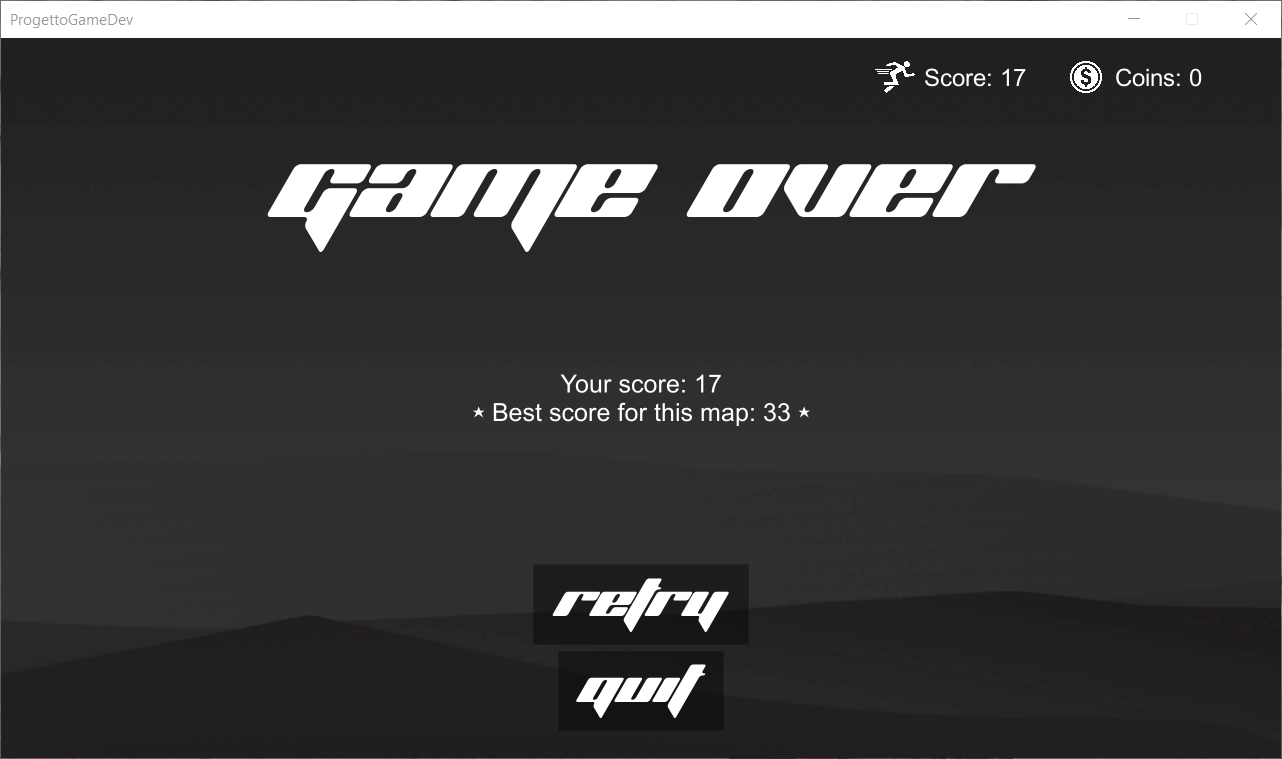 ProgettoGameDev
Score: 17 Coins: 0
game over
Your score: 17
⋆ Best score for this map: 33 ⋆
retry
quit